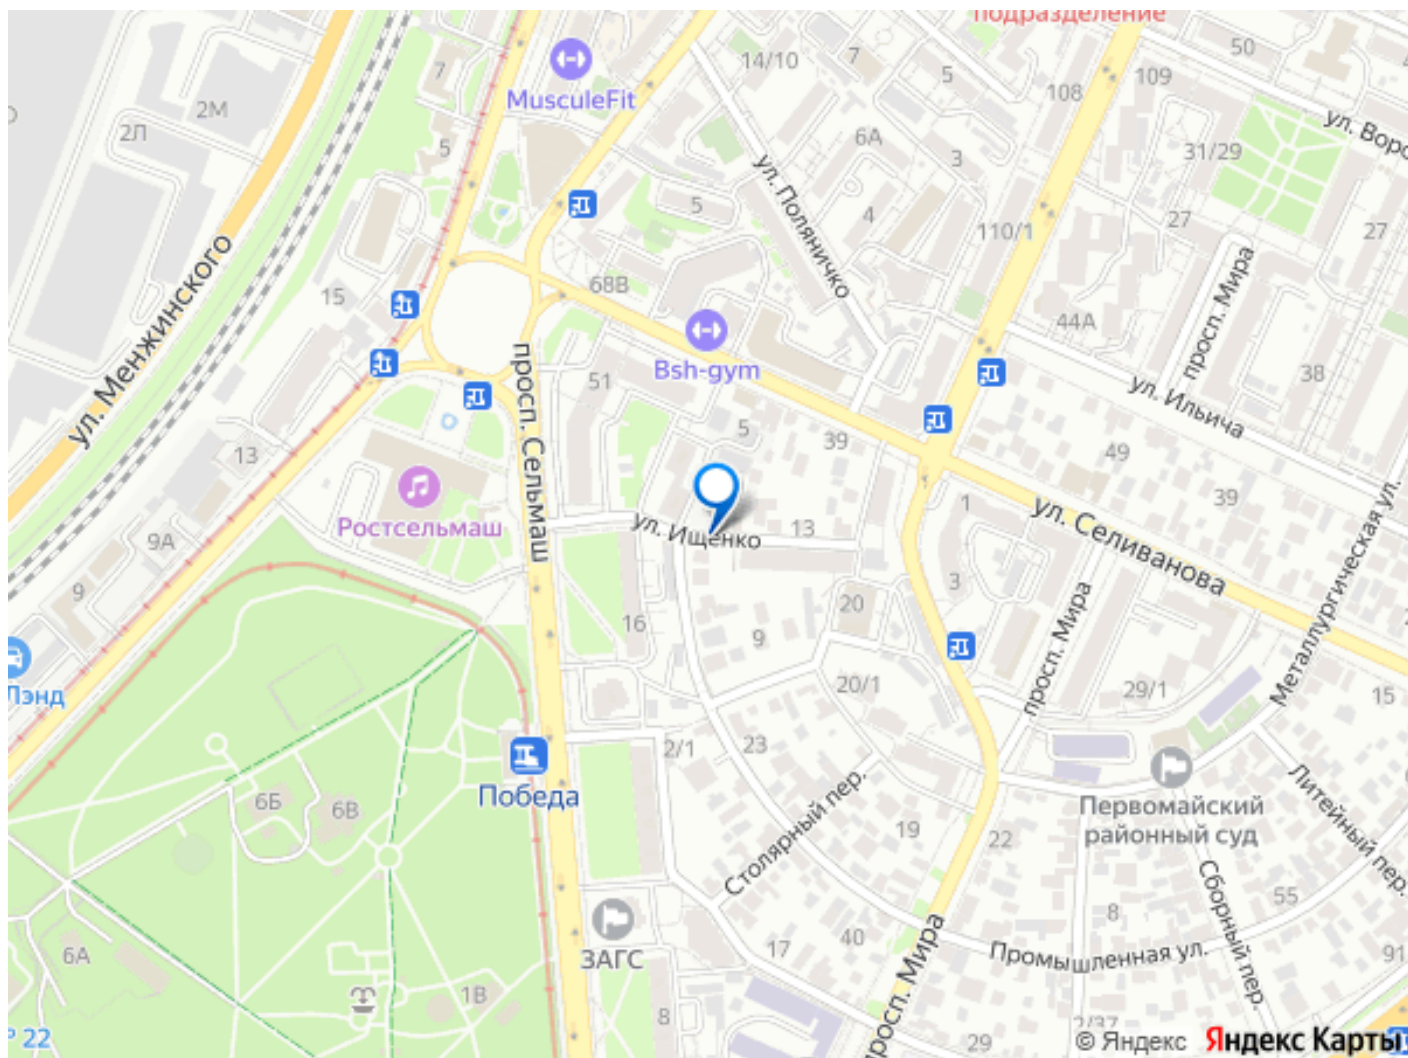 подразделение
50
14/10
7
7
5
109
108
MusculeFit
2М
2Л
ул. Менжинского
5
6А
3
31/29
ул. Поляничко
5
4
110/1
27
27
просп. Мира
15
68В
44А
Bsh-gym
51
38
ул. Ильича
просп. Сельмаш
5
39
49
13
39
1
Ростсельмаш
ул. Ищенко
13
ул. Селиванова
Металлургическая ул.
9А
9
3
16
20
9
просп. Мира
Лэнд
20/1
29/1
15
2/1
23
Победа
6Б
6В
Столярный пер.
Первомайский
районный суд
Литейный пер.
19
22
Сборный пер.
55
8
ЗАГС
17
40
просп. Мира
Промышленная ул.
91
6А
1В
8
29
2/37
22
© Яндекс Яндекс Карты